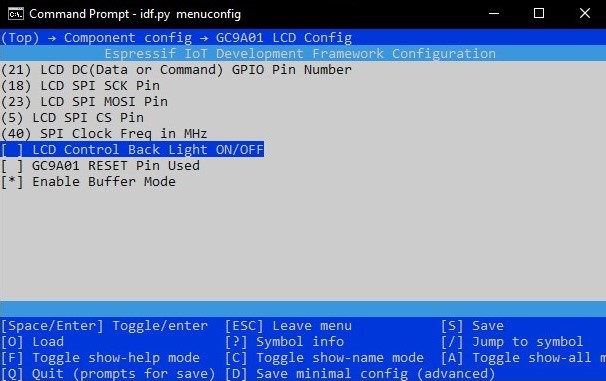 Command Prompt - idf.py menuconfig
(Top) → Component config → GC9A01 LCD Config
Espressif IoT Development Framework Configuration
(21) LCD DC(Data or Command) GPIO Pin Number
(18) LCD SPI SCK Pin
(23) LCD SPI MOSI Pin
(5) LCD SPI CS Pin
(40) SPI Clock Freq in MHz
[ ] LCD Control Back Light ON/OFF
[ ] GC9A01 RESET Pin Used
[*] Enable Buffer Mode
[Space/Enter] Toggle/enter [ESC] Leave menu [S] Save
[O] Load [?] Symbol info [/] Jump to symbol
[F] Toggle show-help mode [C] Toggle show-name mode [A] Toggle show-all m
[Q] Quit (prompts for save) [D] Save minimal config (advanced)